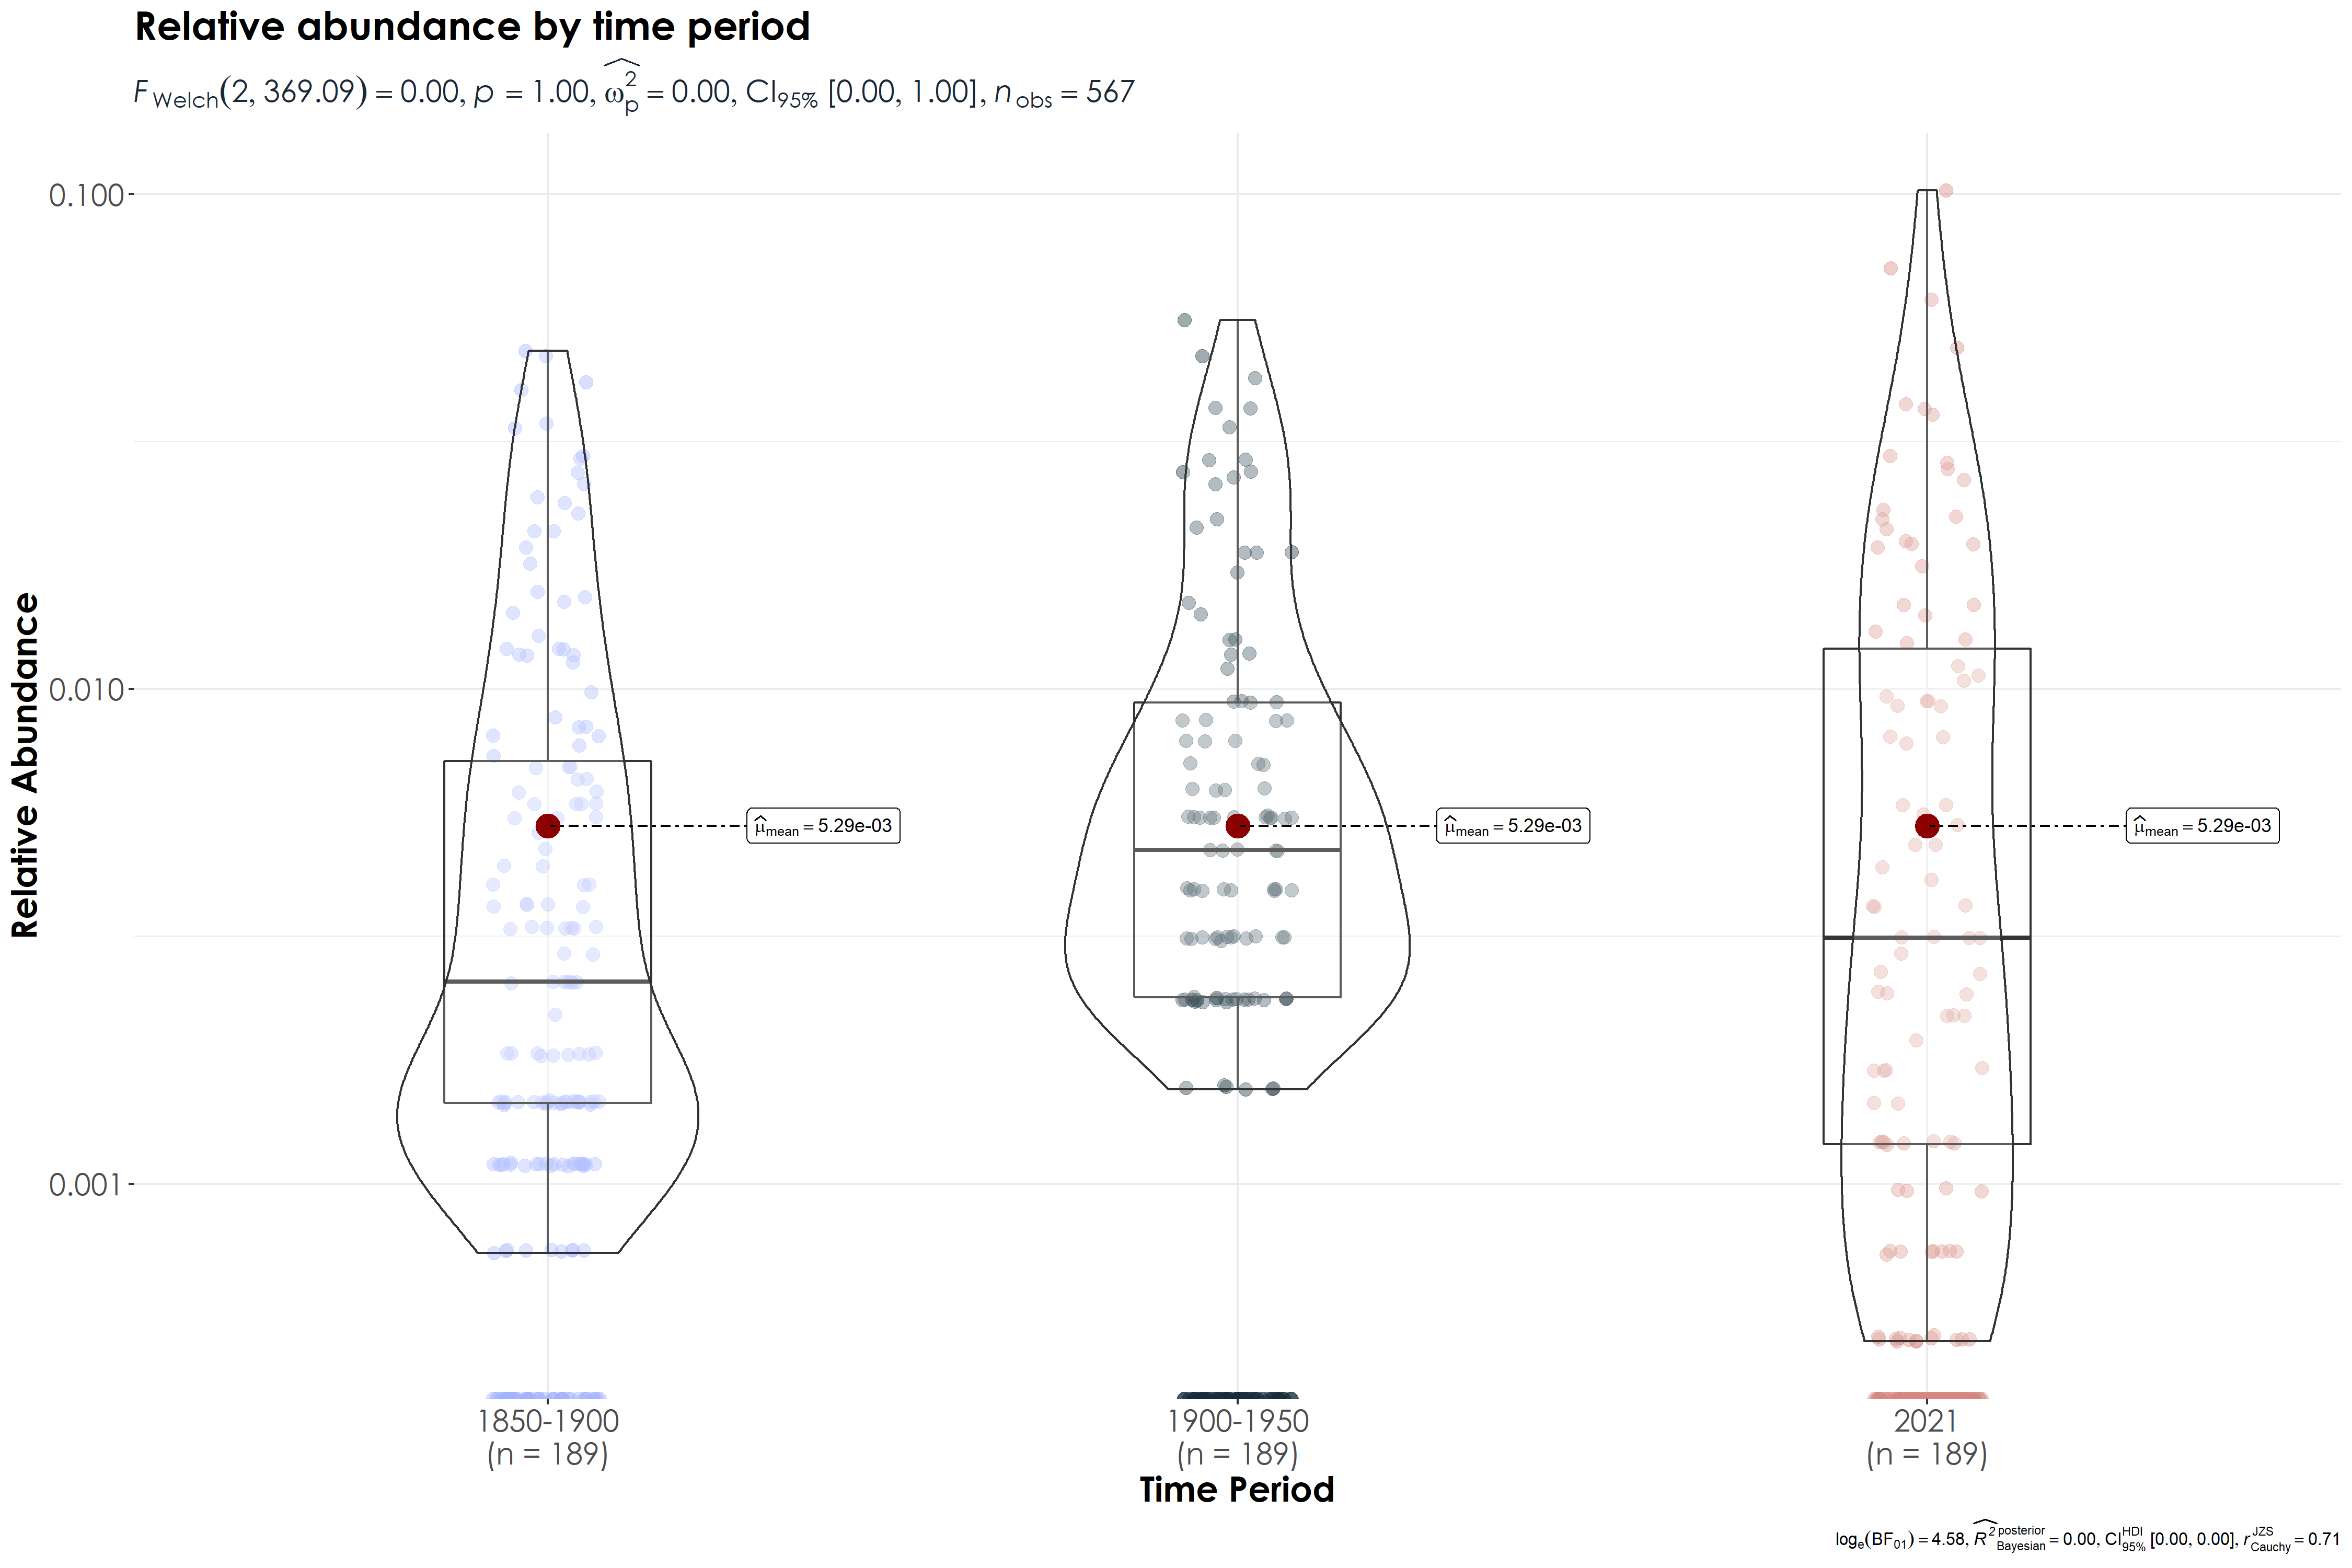 Relative abundance by time period
F Welch(2, 369.09) = 0.00, p = 1.00, ω̂²p = 0.00, CI95% [0.00, 1.00], nobs = 567
Relative Abundance
0.100
0.010
0.001
μ̂mean = 5.29e-03
μ̂mean = 5.29e-03
μ̂mean = 5.29e-03
1850-1900
(n = 189)
1900-1950
(n = 189)
2021
(n = 189)
Time Period
loge(BF01) = 4.58, R̂² posterior Bayesian = 0.00, CI HDI 95% [0.00, 0.00], r JZS Cauchy = 0.71